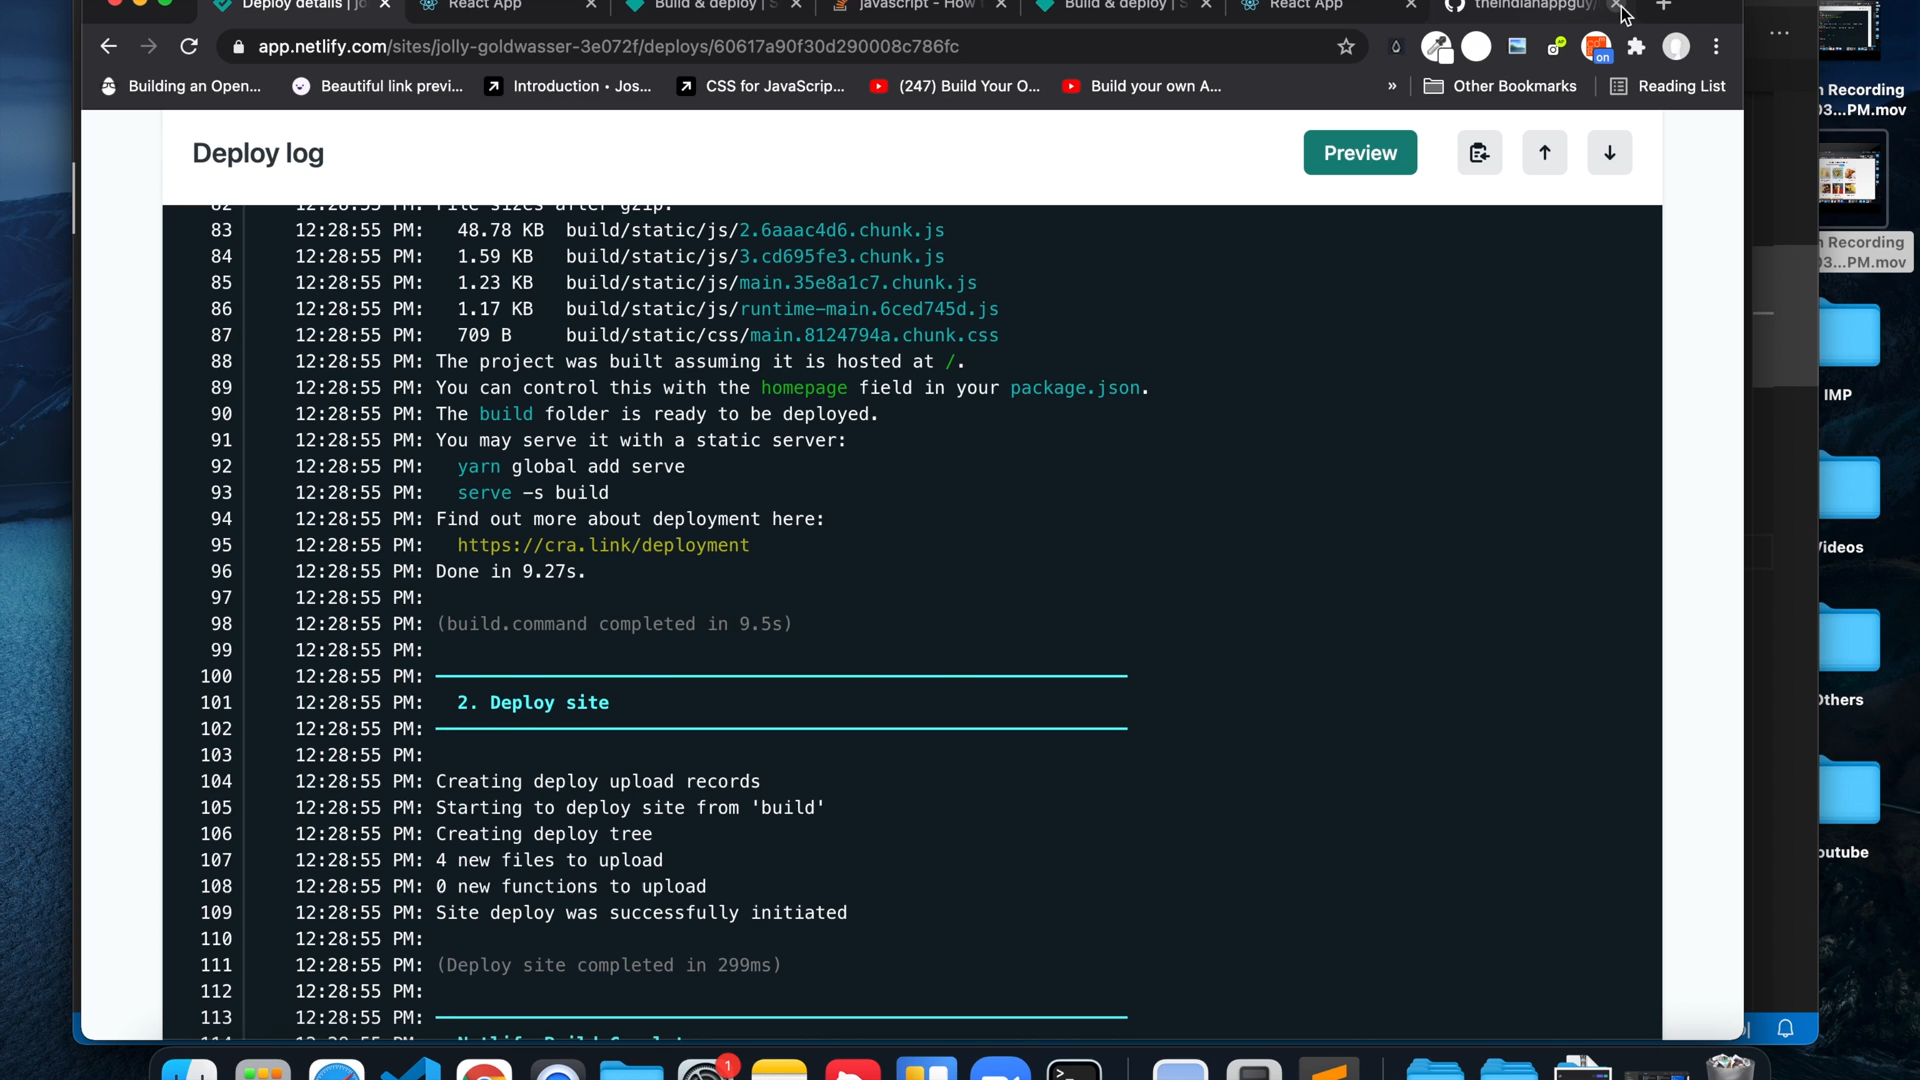 Deploy details | jo
React App
Build & deploy | S
javascript - How
Build & deploy | S
React App
theindianappguy/
app.netlify.com/sites/jolly-goldwasser-3e072f/deploys/60617a90f30d290008c786fc
on
Building an Open...
Beautiful link previ...
Introduction • Jos...
CSS for JavaScrip...
(247) Build Your O...
Build your own A...
»
Other Bookmarks
Reading List
Deploy log
Preview
82 12:28:55 PM: File sizes after gzip:
83 12:28:55 PM: 48.78 KB build/static/js/2.6aaac4d6.chunk.js
84 12:28:55 PM: 1.59 KB build/static/js/3.cd695fe3.chunk.js
85 12:28:55 PM: 1.23 KB build/static/js/main.35e8a1c7.chunk.js
86 12:28:55 PM: 1.17 KB build/static/js/runtime-main.6ced745d.js
87 12:28:55 PM: 709 B build/static/css/main.8124794a.chunk.css
88 12:28:55 PM: The project was built assuming it is hosted at /.
89 12:28:55 PM: You can control this with the homepage field in your package.json.
90 12:28:55 PM: The build folder is ready to be deployed.
91 12:28:55 PM: You may serve it with a static server:
92 12:28:55 PM: yarn global add serve
93 12:28:55 PM: serve -s build
94 12:28:55 PM: Find out more about deployment here:
95 12:28:55 PM: https://cra.link/deployment
96 12:28:55 PM: Done in 9.27s.
97 12:28:55 PM:
98 12:28:55 PM: (build.command completed in 9.5s)
99 12:28:55 PM:
100 12:28:55 PM:
101 12:28:55 PM: 2. Deploy site
102 12:28:55 PM:
103 12:28:55 PM:
104 12:28:55 PM: Creating deploy upload records
105 12:28:55 PM: Starting to deploy site from 'build'
106 12:28:55 PM: Creating deploy tree
107 12:28:55 PM: 4 new files to upload
108 12:28:55 PM: 0 new functions to upload
109 12:28:55 PM: Site deploy was successfully initiated
110 12:28:55 PM:
111 12:28:55 PM: (Deploy site completed in 299ms)
112 12:28:55 PM:
113 12:28:55 PM:
n Recording
03...PM.mov
n Recording
03...PM.mov
IMP
Videos
Others
outube
1